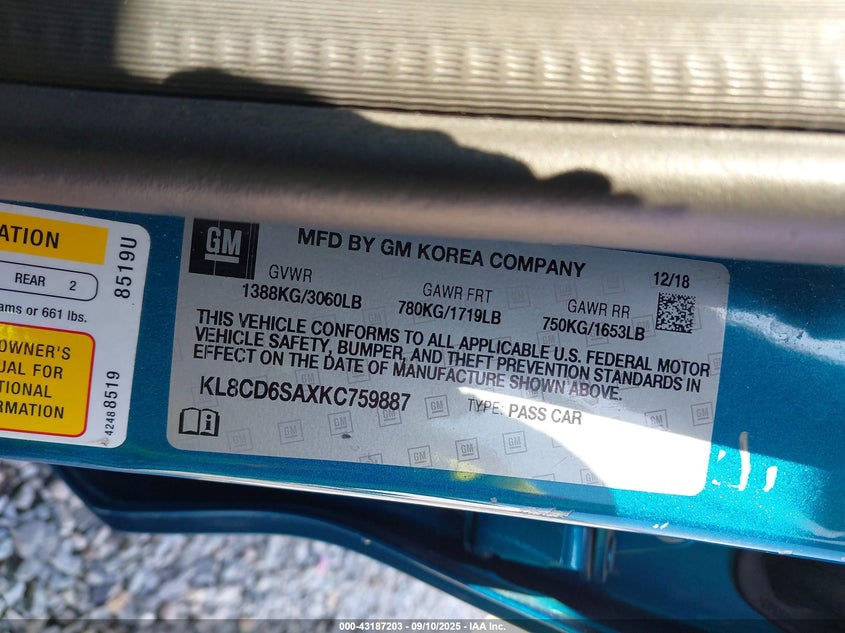 ATION
REAR 2
ams or 661 lbs.
OWNER'S
UAL FOR
TIONAL
RMATION
8519U
42488519
GM
MFD BY GM KOREA COMPANY
12/18
GVWR
1388KG/3060LB
GAWR FRT
780KG/1719LB
GAWR RR
750KG/1653LB
THIS VEHICLE CONFORMS TO ALL APPLICABLE U.S. FEDERAL MOTOR
VEHICLE SAFETY, BUMPER, AND THEFT PREVENTION STANDARDS IN
EFFECT ON THE DATE OF MANUFACTURE SHOWN ABOVE.
KL8CD6SAXKC759887
TYPE: PASS CAR
000-43187203 - 09/10/2025 - IAA Inc.